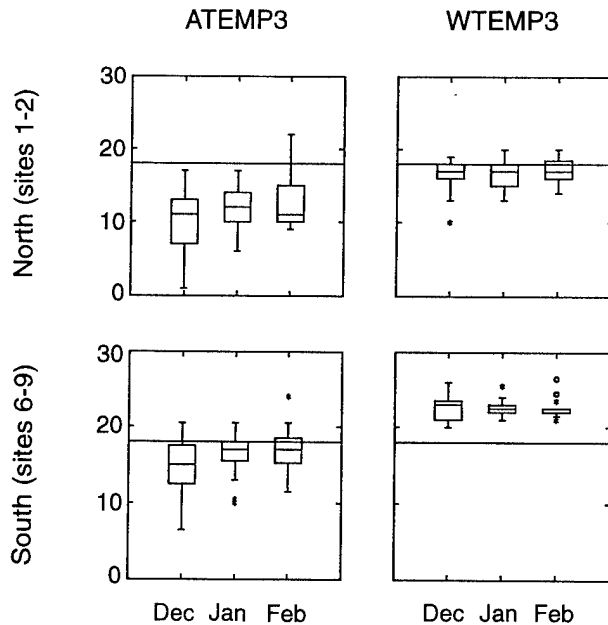 ATEMP3 WTEMP3
North (sites 1-2)
30
20
10
0
South (sites 6-9)
30
20
10
0
Dec Jan Feb Dec Jan Feb